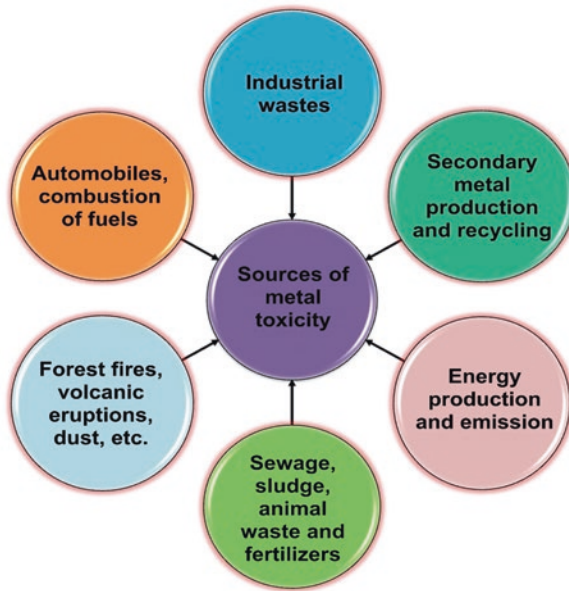 Industrial
wastes
Automobiles,
combustion
of fuels
Secondary
metal
production
and recycling
Sources of
metal
toxicity
Forest fires,
volcanic
eruptions,
dust, etc.
Energy
production
and emission
Sewage,
sludge,
animal
waste and
fertilizers